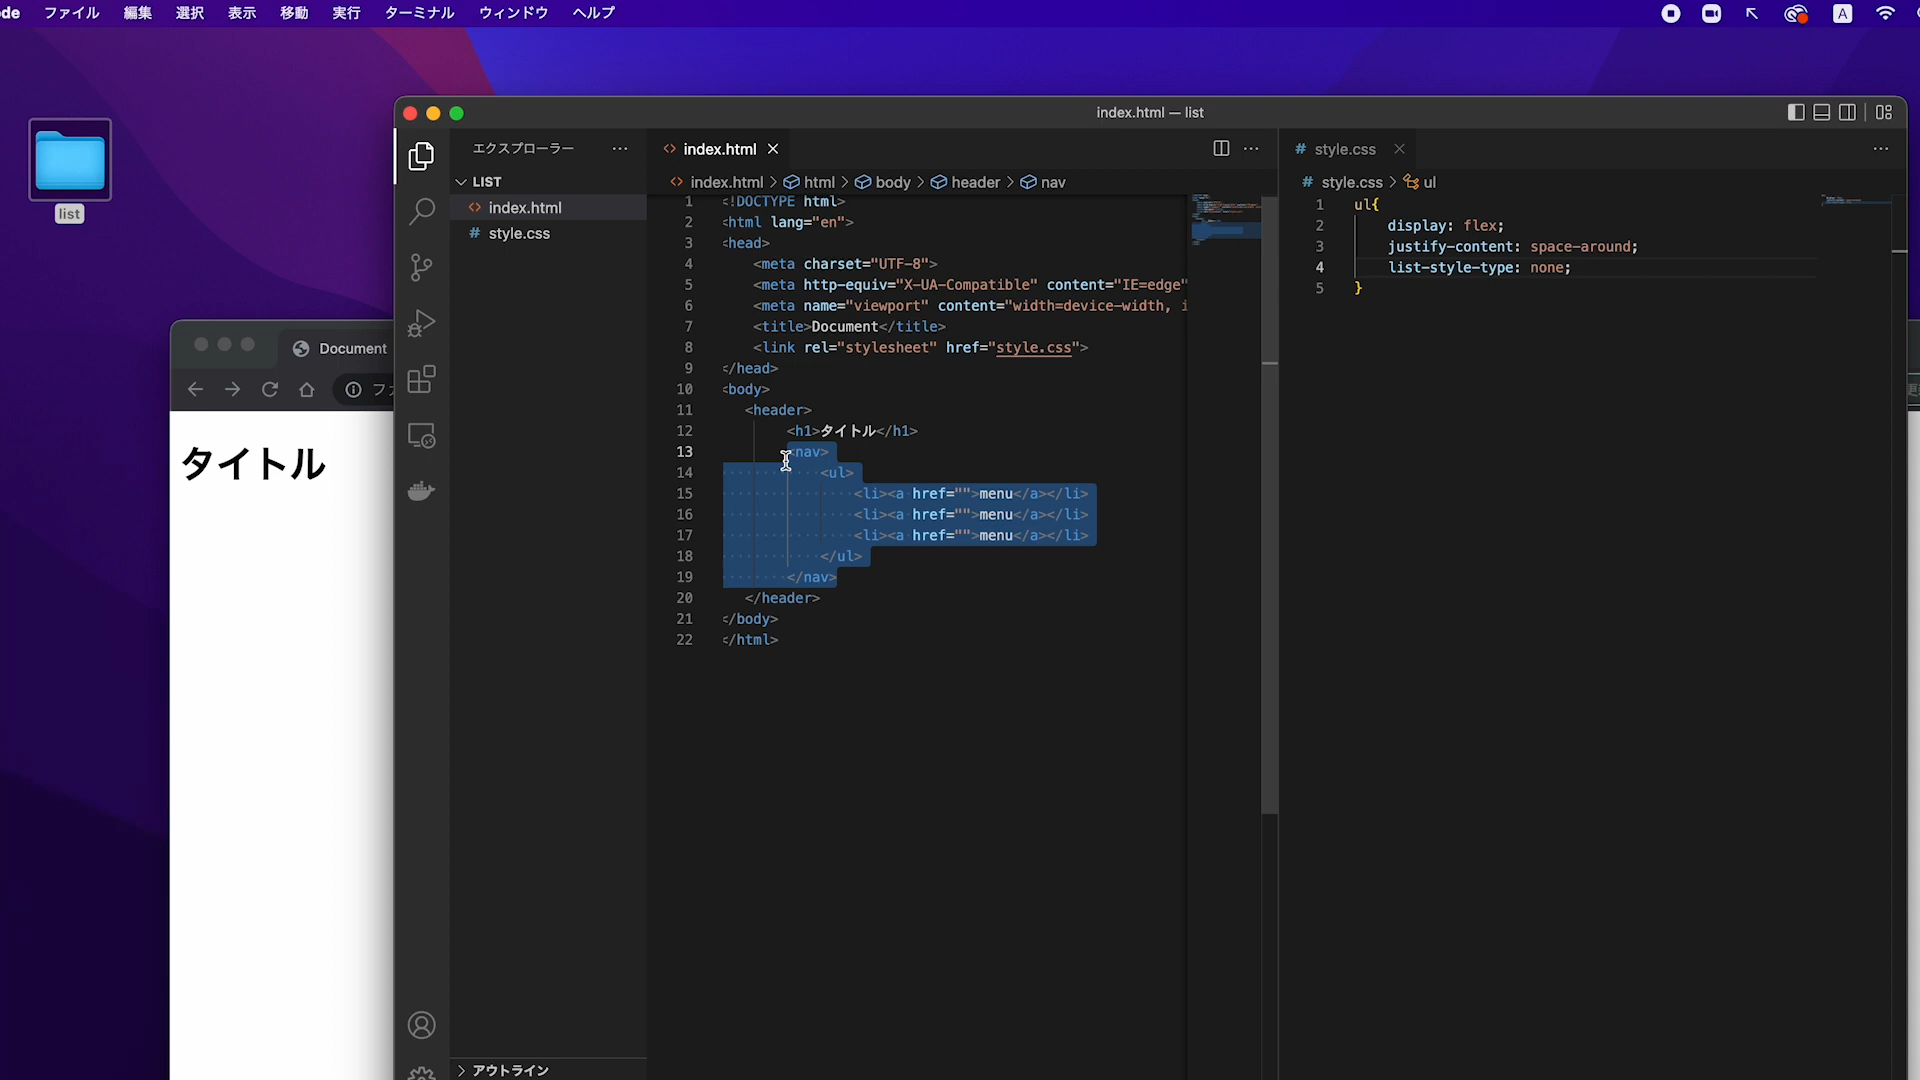 ファイル 編集 選択 表示 移動 実行 ターミナル ウィンドウ ヘルプ A
list
index.html — list
エクスプローラー
LIST
index.html
style.css
アウトライン
index.html
index.html > html > body > header > nav
1 <!DOCTYPE html>
2 <html lang="en">
3 <head>
4 <meta charset="UTF-8">
5 <meta http-equiv="X-UA-Compatible" content="IE=edge"
6 <meta name="viewport" content="width=device-width, i
7 <title>Document</title>
8 <link rel="stylesheet" href="style.css">
9 </head>
10 <body>
11 <header>
12 <h1>タイトル</h1>
13 <nav>
14 <ul>
15 <li><a href="">menu</a></li>
16 <li><a href="">menu</a></li>
17 <li><a href="">menu</a></li>
18 </ul>
19 </nav>
20 </header>
21 </body>
22 </html>
style.css
style.css > ul
1 ul{
2 display: flex;
3 justify-content: space-around;
4 list-style-type: none;
5 }
Document
タイトル